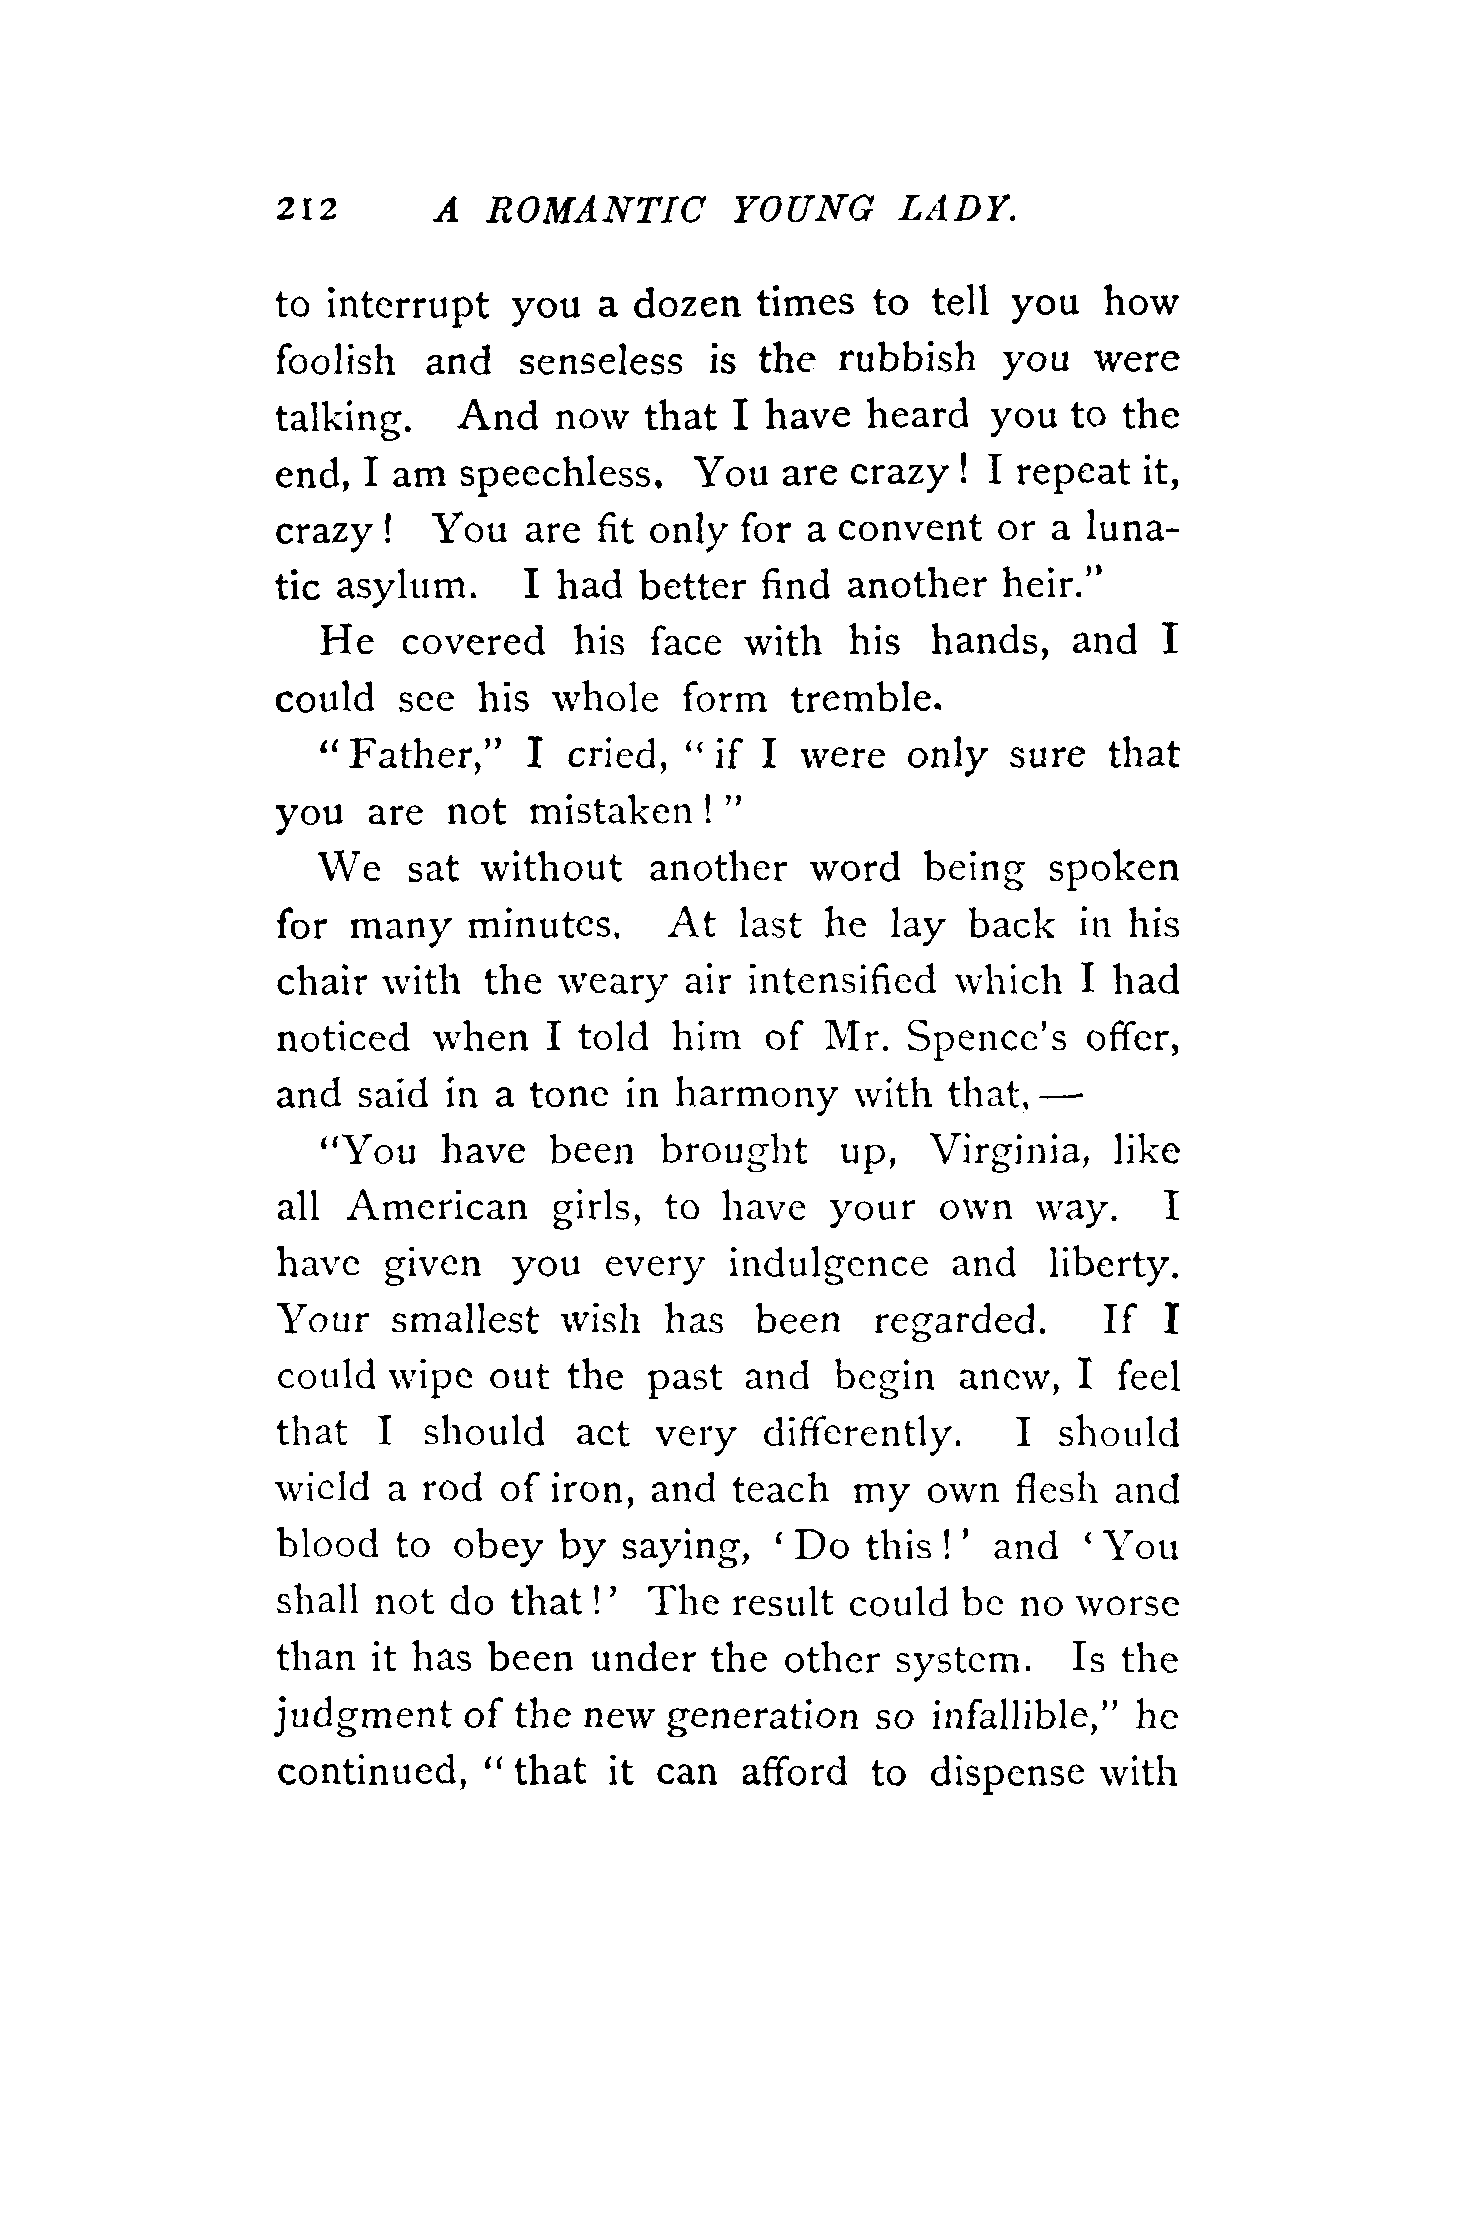 212 A ROMANTIC YOUNG LADY.
to interrupt you a dozen times to tell you how
foolish and senseless is the rubbish you were
talking. And now that I have heard you to the
end, I am speechless. You are crazy! I repeat it,
crazy! You are fit only for a convent or a luna-
tic asylum. I had better find another heir."
He covered his face with his hands, and I
could see his whole form tremble.
"Father," I cried, "if I were only sure that
you are not mistaken!"
We sat without another word being spoken
for many minutes. At last he lay back in his
chair with the weary air intensified which I had
noticed when I told him of Mr. Spence's offer,
and said in a tone in harmony with that,—
"You have been brought up, Virginia, like
all American girls, to have your own way. I
have given you every indulgence and liberty.
Your smallest wish has been regarded. If I
could wipe out the past and begin anew, I feel
that I should act very differently. I should
wield a rod of iron, and teach my own flesh and
blood to obey by saying, 'Do this!' and 'You
shall not do that!' The result could be no worse
than it has been under the other system. Is the
judgment of the new generation so infallible," he
continued, "that it can afford to dispense with